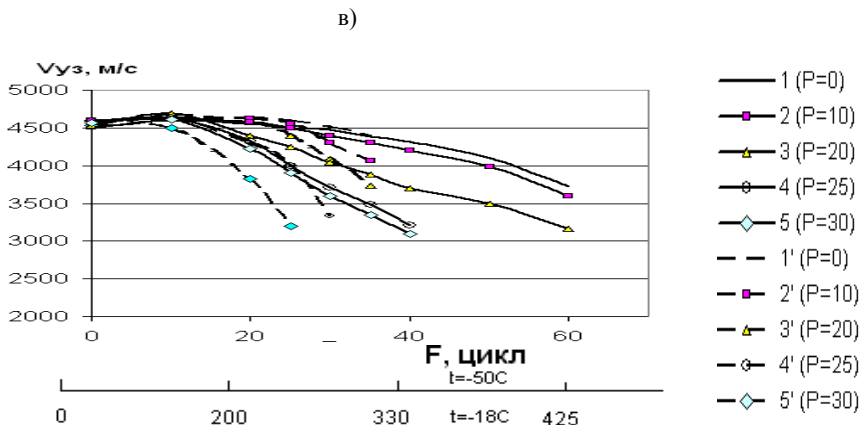 в)
Vуз, м/с
5000
4500
4000
3500
3000
2500
2000
0 20 _ 40 60
F, цикл
t=-50C
0 200 330 t=-18C 425
1 (P=0)
2 (P=10)
3 (P=20)
4 (P=25)
5 (P=30)
1' (P=0)
2' (P=10)
3' (P=20)
4' (P=25)
5' (P=30)